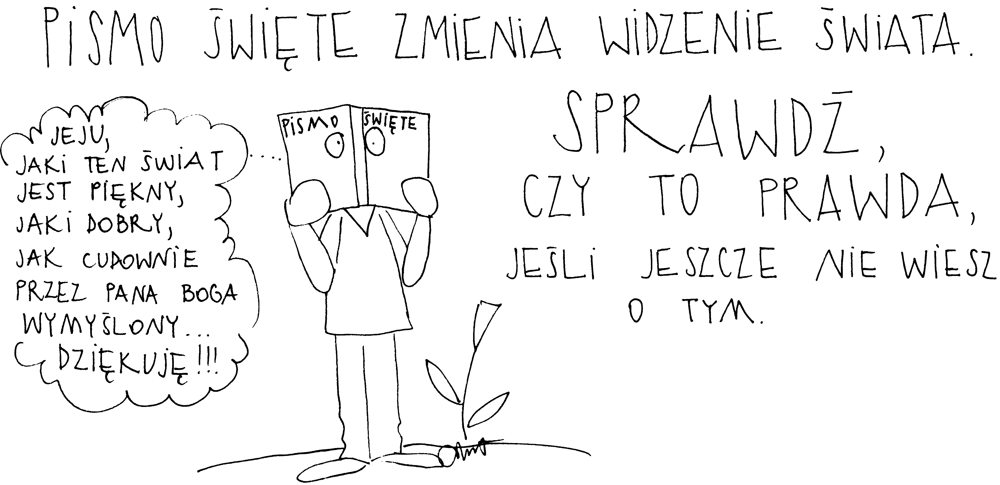 PiSMO ŚWiĘTE ZMiENiA WiDZENiE ŚWiATA.
JEJU,
JAKi TEN ŚWiAT
JEST PiĘKNY,
JAKi DOBRY,
JAK CUDOWNiE
PRZEZ PANA BOGA
WYMYŚLONY...
DZiĘKUJĘ!!!
PiSMO ŚWiĘTE
SPRAWDŹ,
CZY TO PRAWDA,
JEŚLi JESZCZE NiE WiESZ
O TYM.